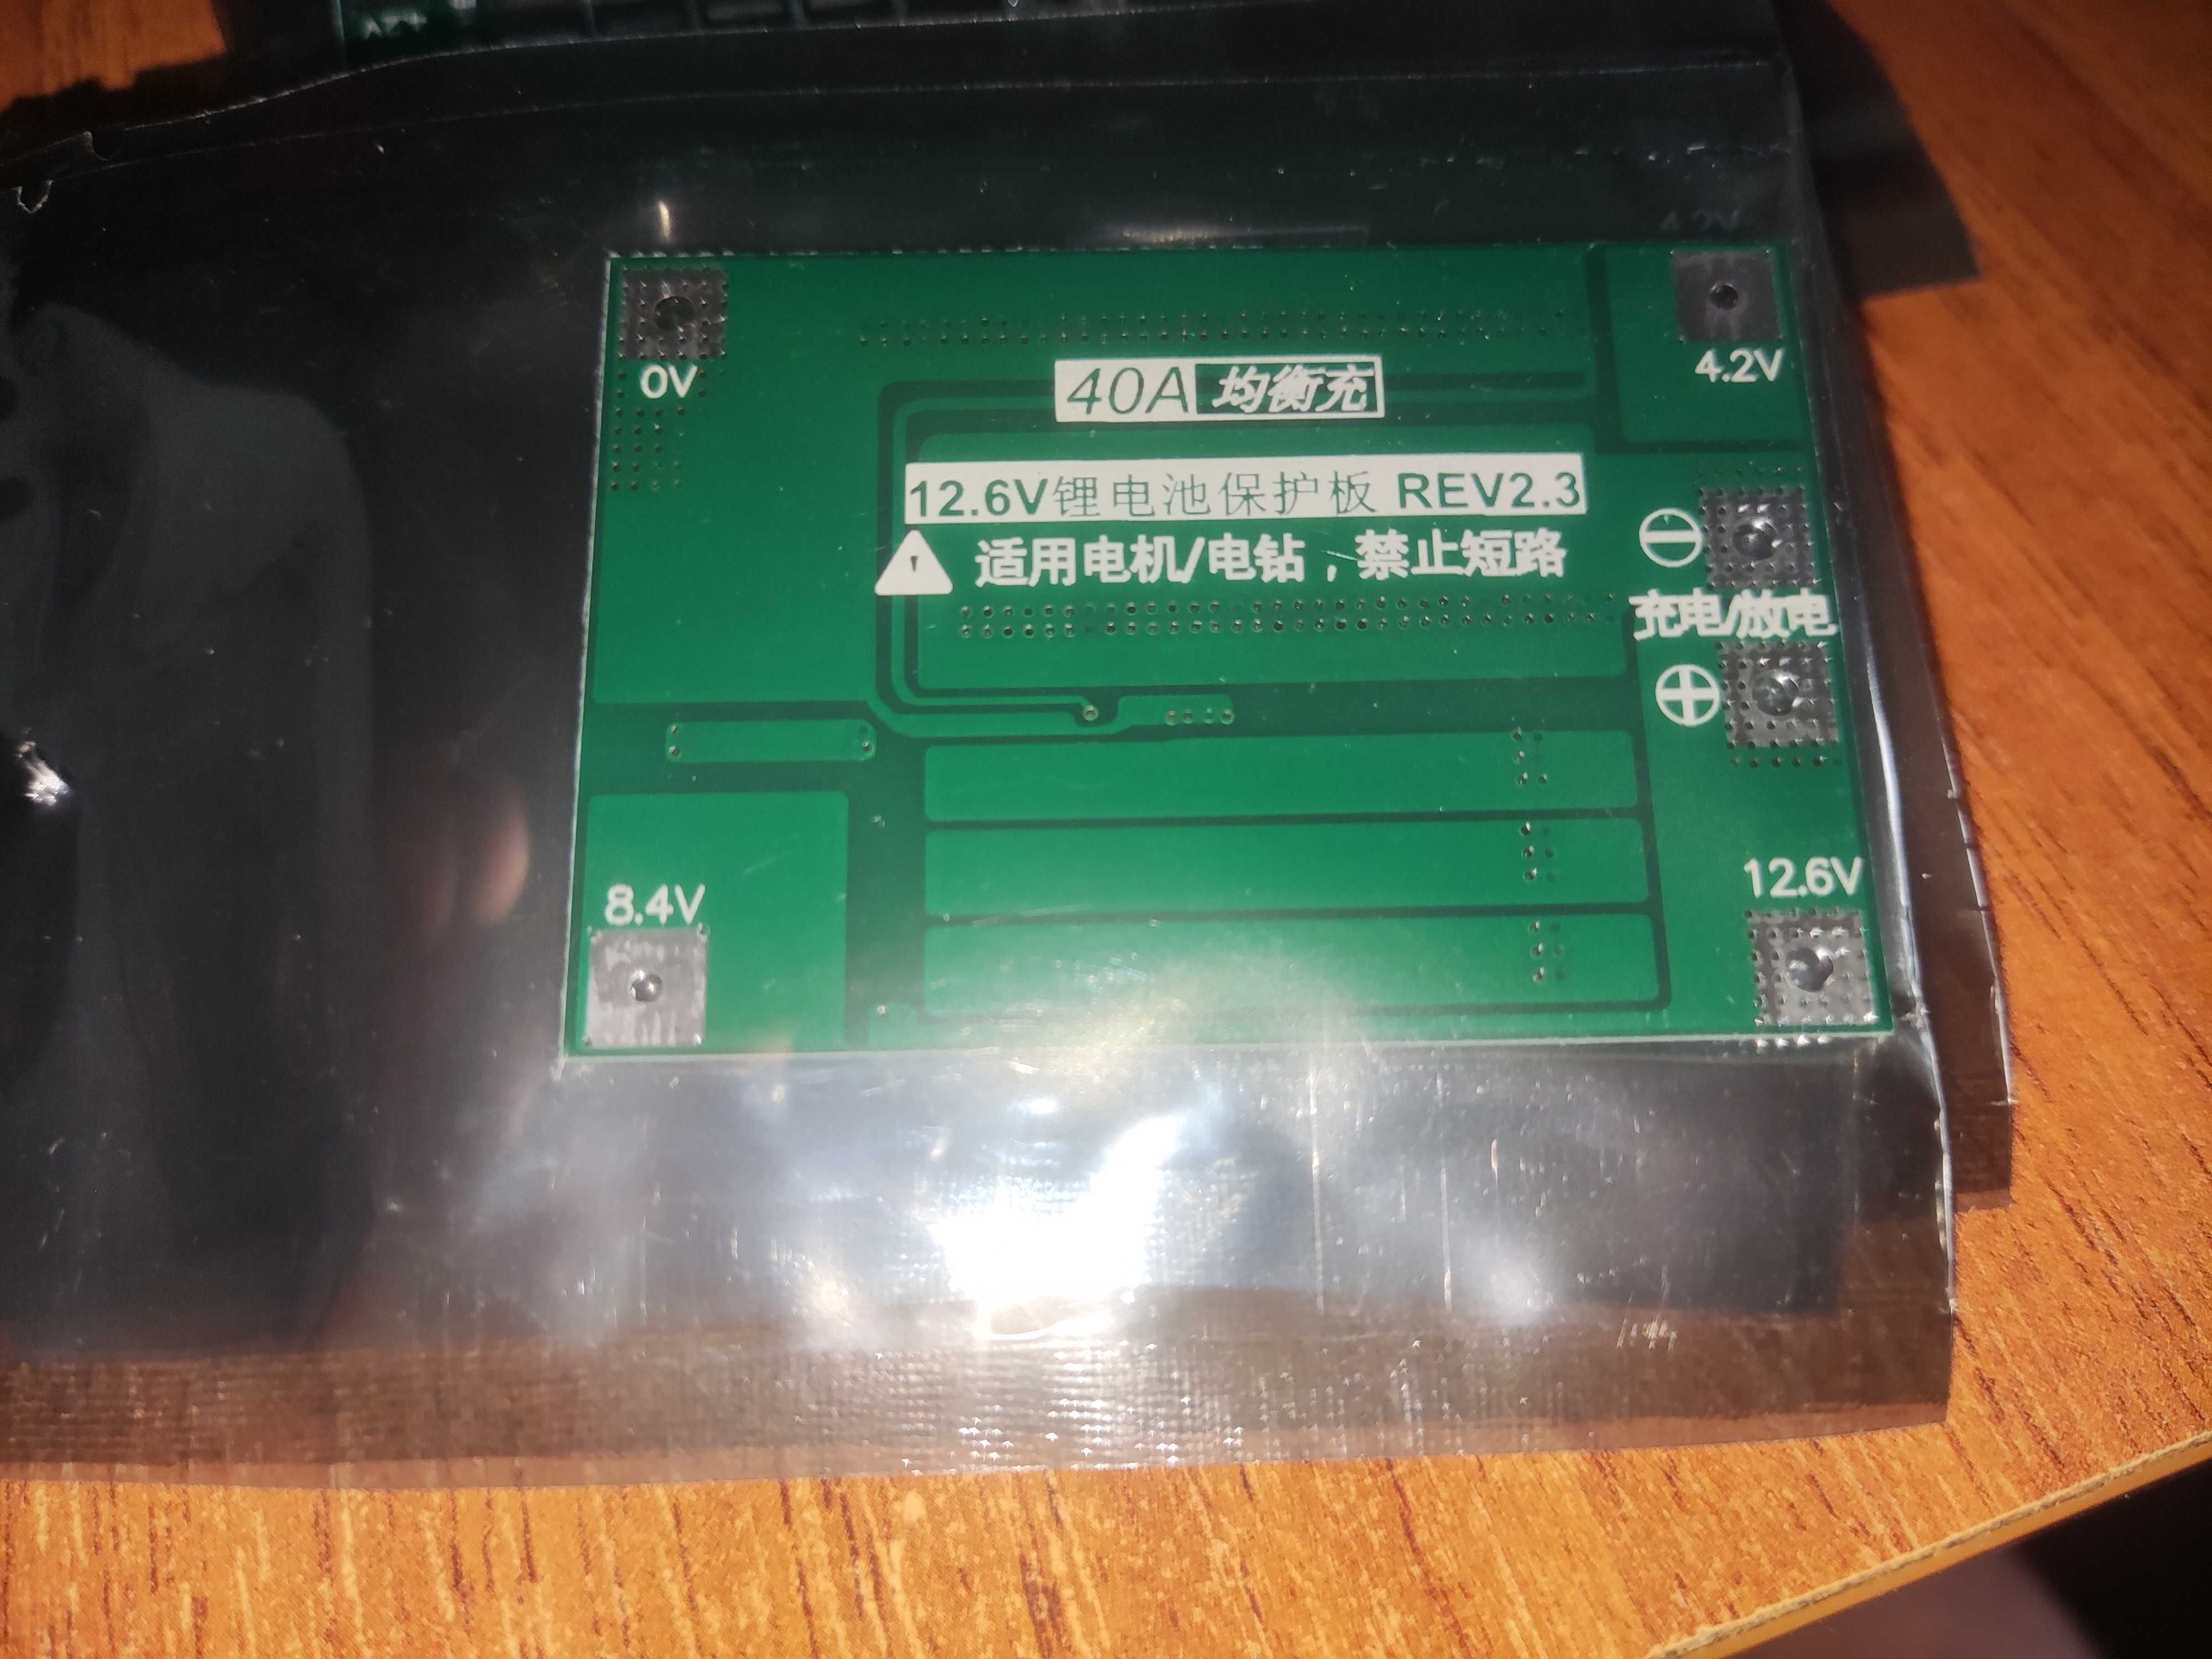 0V
4.2V
40A 均衡充
12.6V锂电池保护板 REV2.3
适用电机/电钻，禁止短路
充电/放电
8.4V
12.6V